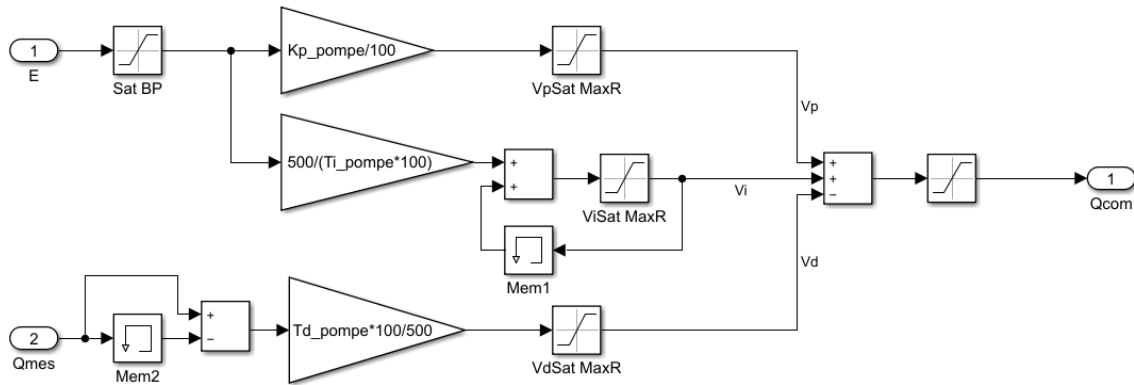 1
E
Sat BP
Kp_pompe/100
VpSat MaxR
Vp
500/(Ti_pompe*100)
+
+
ViSat MaxR
Vi
Mem1
+
+
−
1
Qcom
2
Qmes
Mem2
+
−
Td_pompe*100/500
VdSat MaxR
Vd